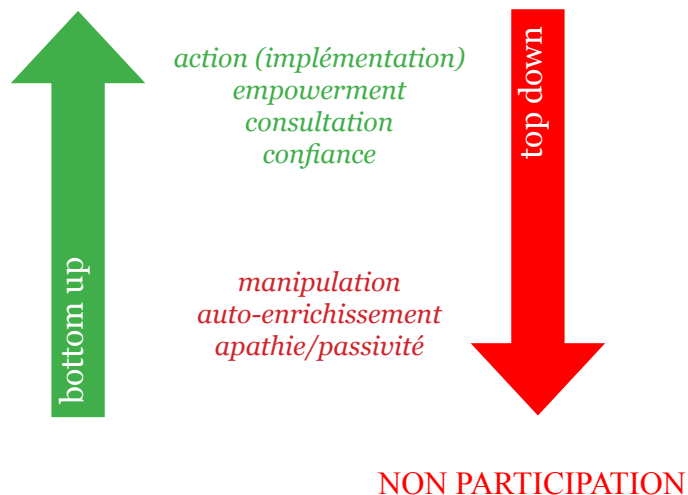 action (implémentation)
empowerment
consultation
confiance
top down
bottom up
manipulation
auto-enrichissement
apathie/passivité
NON PARTICIPATION